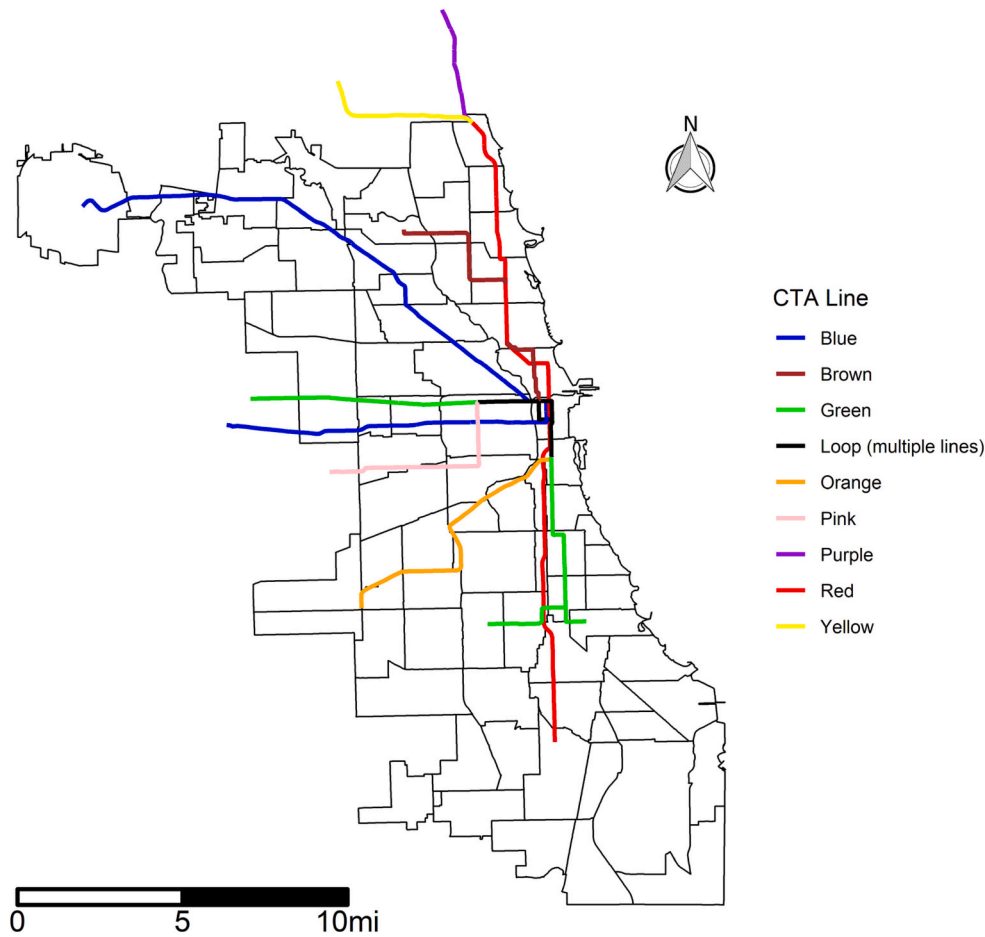 N
CTA Line
Blue
Brown
Green
Loop (multiple lines)
Orange
Pink
Purple
Red
Yellow
0 5 10mi